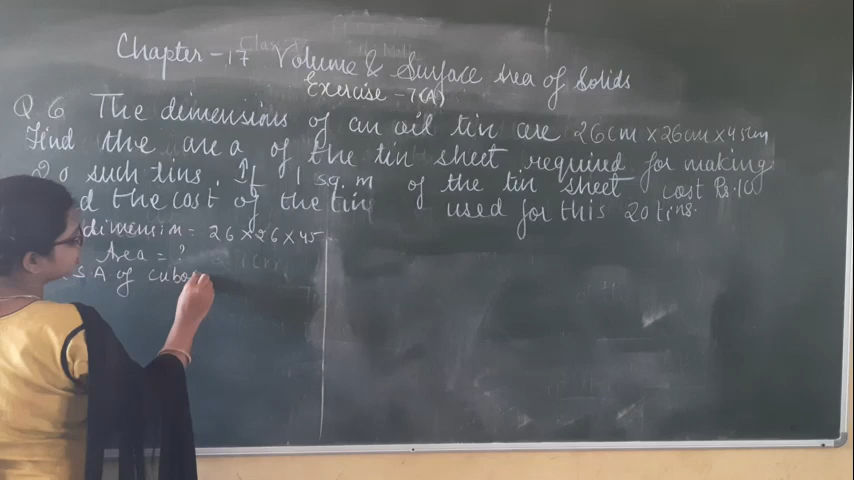 Chapter - 17 Volume & Surface Area of Solids
Exercise - 7(A)
Q 6 The dimensions of an oil tin are 26cm x 26cm x 45cm
Find the area of the tin sheet required for making
20 such tins. If 1 sq. m of the tin sheet cost Rs. 10
d the cost of the tin used for this 20 tins.
dimension = 26 x 26 x 45
Area = ?
S A of cubo